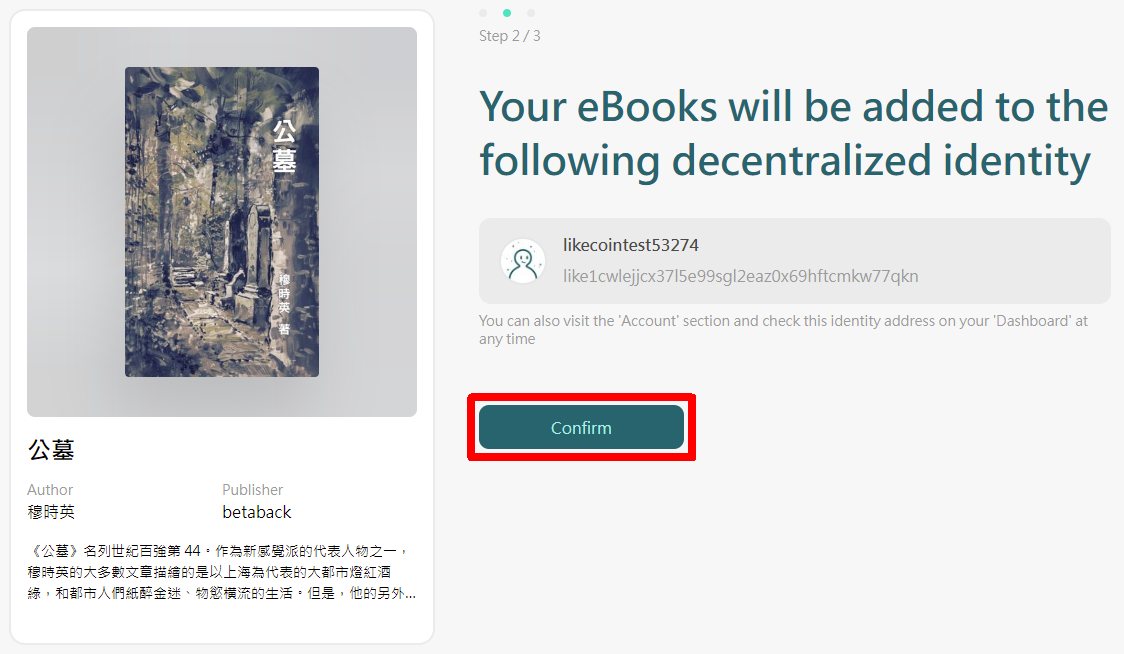 公墓
穆時英 著
公墓
Author
穆時英
Publisher
betaback
《公墓》名列世紀百強第 44。作為新感覺派的代表人物之一，
穆時英的大多數文章描繪的是以上海為代表的大都市燈紅酒
綠，和都市人們紙醉金迷、物慾橫流的生活。但是，他的另外...
Step 2 / 3
Your eBooks will be added to the
following decentralized identity
likecointest53274
like1cwlejjcx37l5e99sgl2eaz0x69hftcmkw77qkn
You can also visit the 'Account' section and check this identity address on your 'Dashboard' at
any time
Confirm